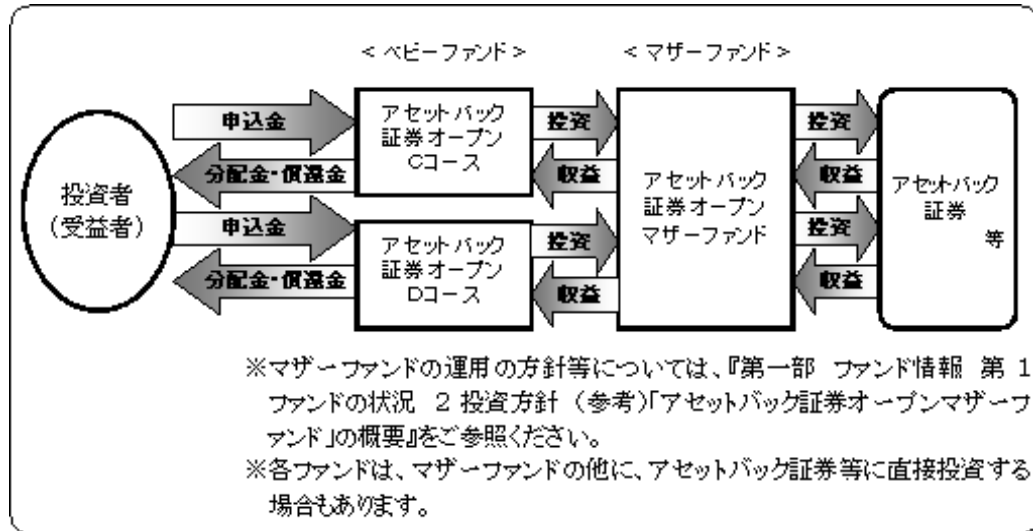 ＜ベビーファンド＞
＜マザーファンド＞
投資者
（受益者）
申込金
分配金・償還金
申込金
分配金・償還金
アセットバック
証券オープン
Cコース
アセットバック
証券オープン
Dコース
投資
収益
投資
収益
アセットバック
証券オープン
マザーファンド
投資
収益
投資
収益
アセットバック
証券
等
※マザーファンドの運用の方針等については、『第一部 ファンド情報 第１
ファンドの状況 ２投資方針（参考）「アセットバック証券オープンマザーフ
ァンド」の概要』をご参照ください。
※各ファンドは、マザーファンドの他に、アセットバック証券等に直接投資する
場合もあります。